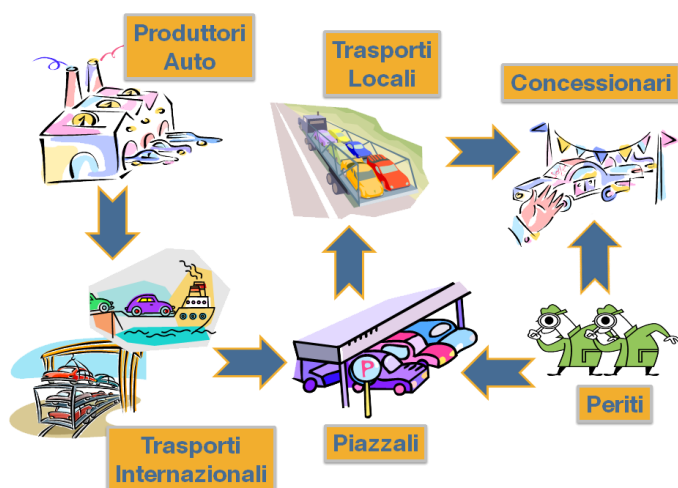 Produttori
Auto
Trasporti
Locali
Concessionari
P
Trasporti
Internazionali
Piazzali
Periti